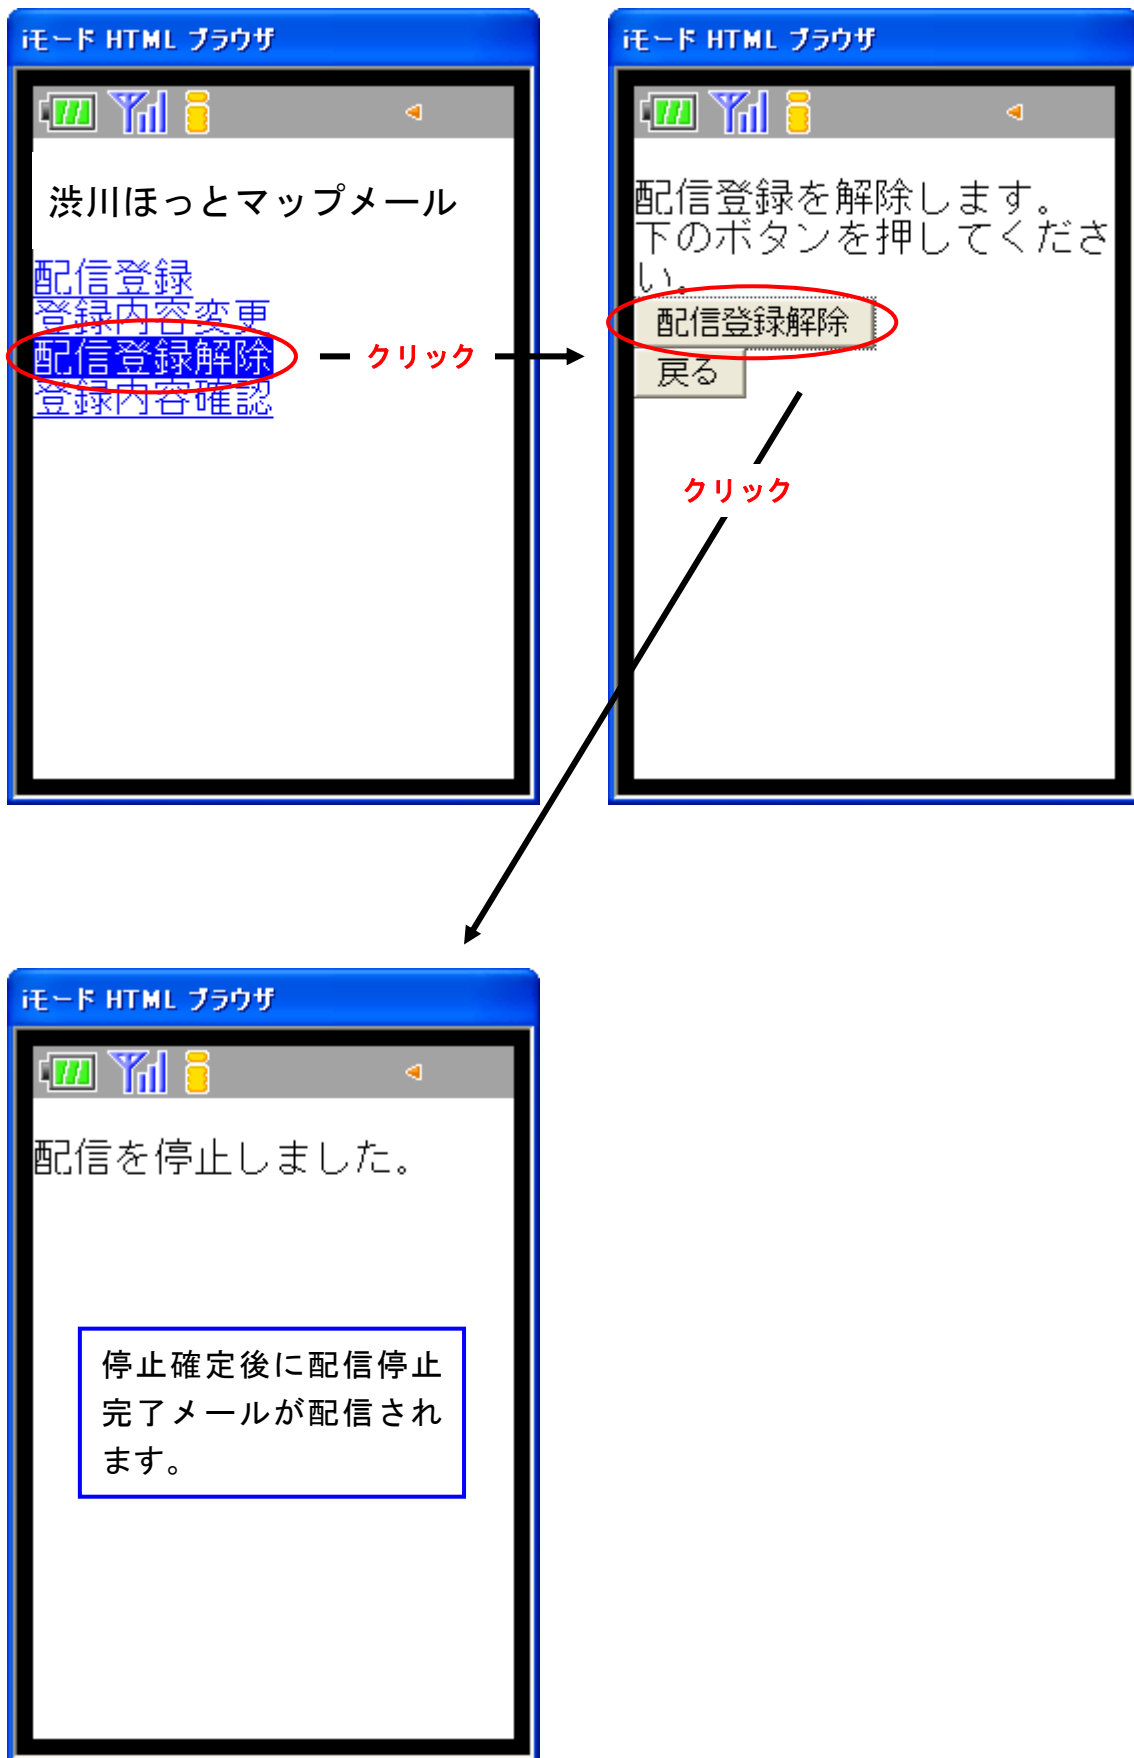 iモード HTML ブラウザ
渋川ほっとマップメール
配信登録
登録内容変更
配信登録解除
登録内容確認
クリック
iモード HTML ブラウザ
配信登録を解除します。
下のボタンを押してくださ
い。
配信登録解除
戻る
クリック
iモード HTML ブラウザ
配信を停止しました。
停止確定後に配信停止
完了メールが配信され
ます。